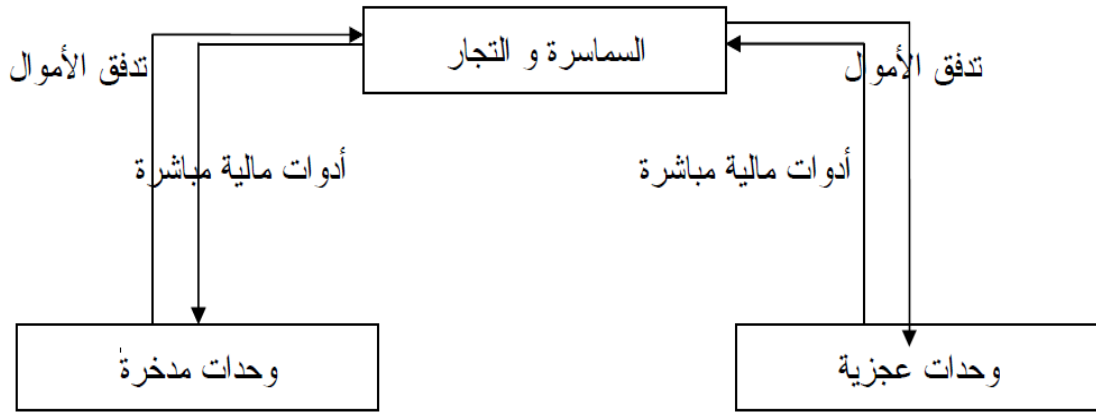 السماسرة و التجار
تدفق الأموال
تدفق الأموال
أدوات مالية مباشرة
أدوات مالية مباشرة
وحدات عجزية
وحدات مدخرة